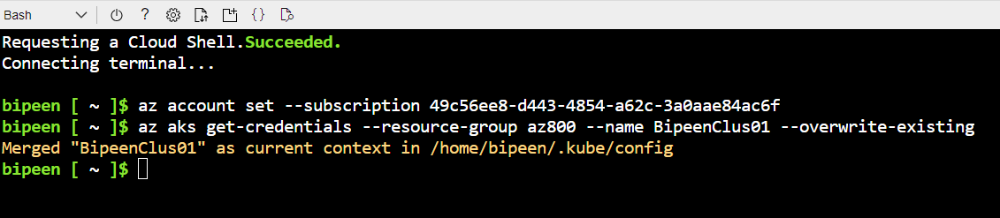 Bash
Requesting a Cloud Shell.Succeeded.
Connecting terminal...
bipeen [ ~ ]$ az account set --subscription 49c56ee8-d443-4854-a62c-3a0aae84ac6f
bipeen [ ~ ]$ az aks get-credentials --resource-group az800 --name BipeenClus01 --overwrite-existing
Merged "BipeenClus01" as current context in /home/bipeen/.kube/config
bipeen [ ~ ]$